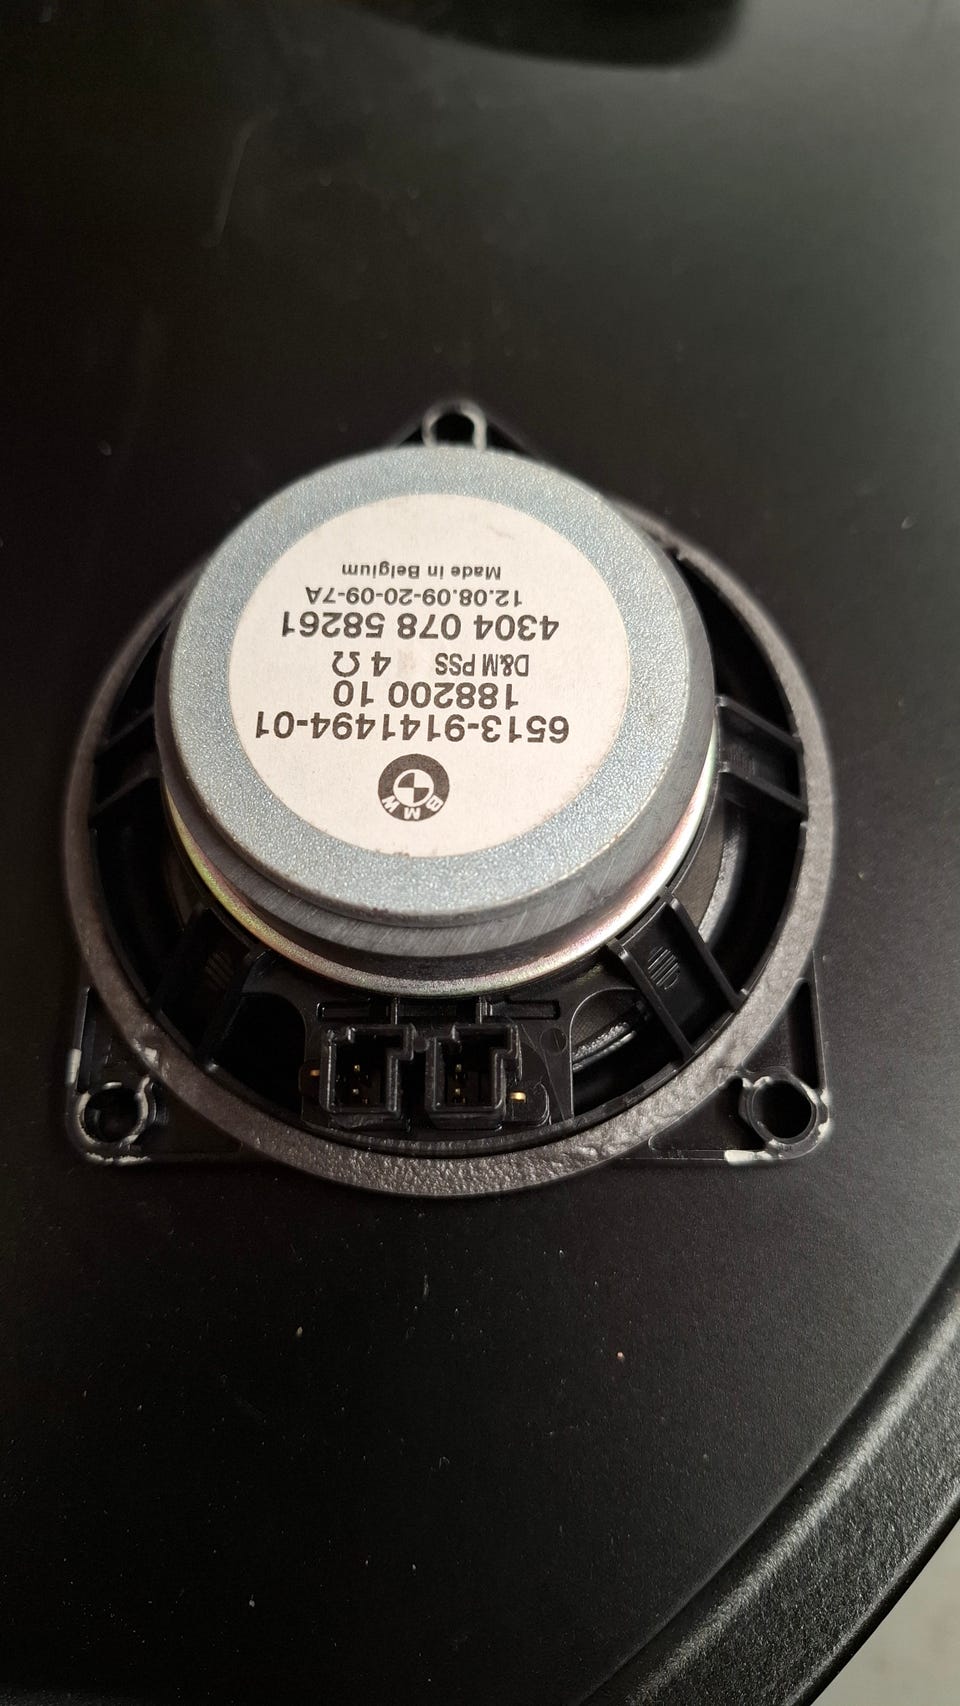 BMW
6513-9141494-01
188200 10
D&M PSS 4 Ω
4304 078 58261
12.08.09-20-09-7A
Made in Belgium